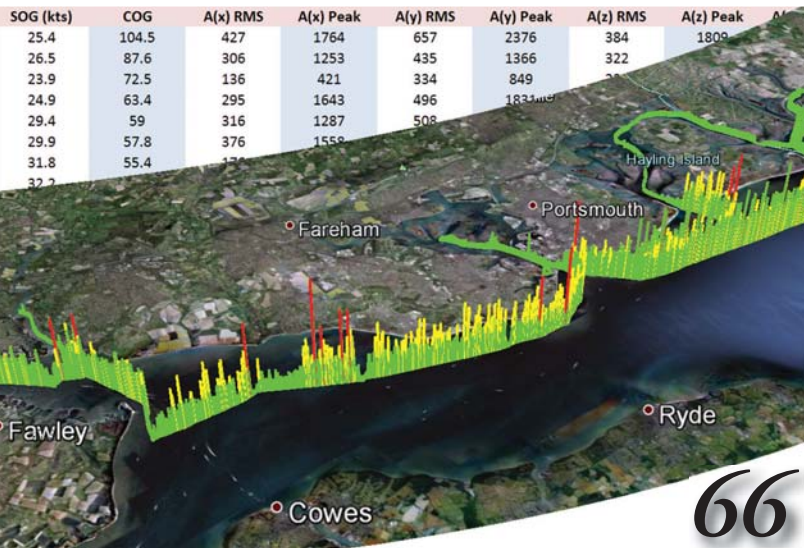 SOG (kts) COG A(x) RMS A(x) Peak A(y) RMS A(y) Peak A(z) RMS A(z) Peak
25.4 104.5 427 1764 657 2376 384 1809
26.5 87.6 306 1253 435 1366 322
23.9 72.5 136 421 334 849
24.9 63.4 295 1643 496
29.4 59 316 1287 508
29.9 57.8 376 1558
31.8 55.4
32.2
Hayling Island
Portsmouth
Fareham
Ryde
Fawley
Cowes
66